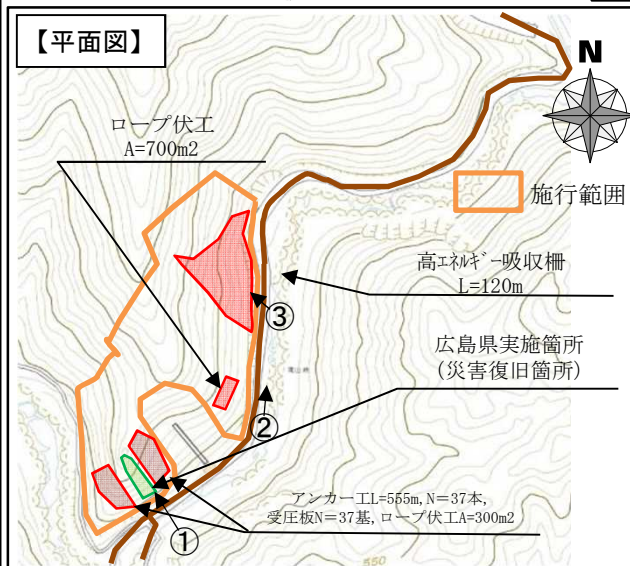 【平面図】
N
ロープ伏工
A=700m2
施行範囲
高エネルギー吸収柵
L=120m
③
広島県実施箇所
(災害復旧箇所)
②
アンカー工L=555m, N=37本,
受圧板N=37基, ロープ伏工A=300m2
①
550